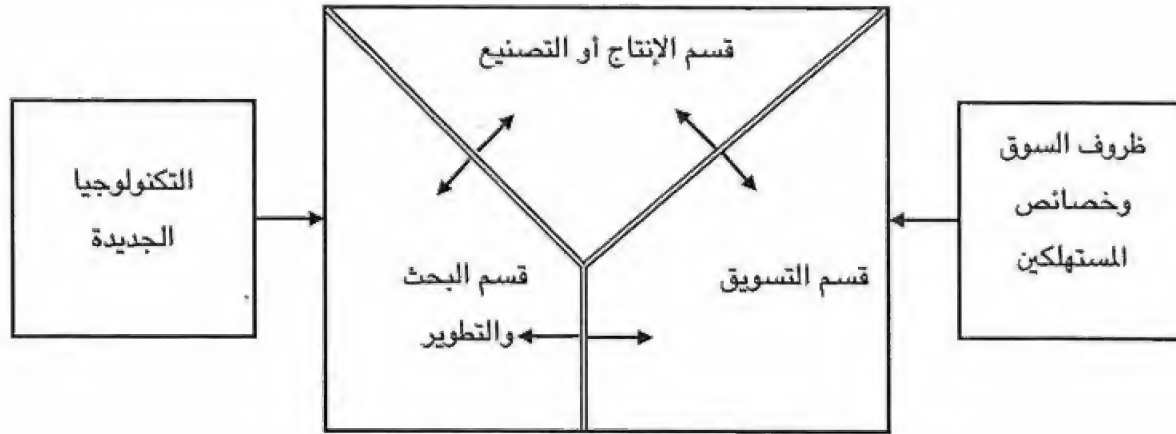 قسم الإنتاج أو التصنيع
ظروف السوق
وخصائص
المستهلكين
التكنولوجيا
الجديدة
قسم التسويق
قسم البحث
والتطوير